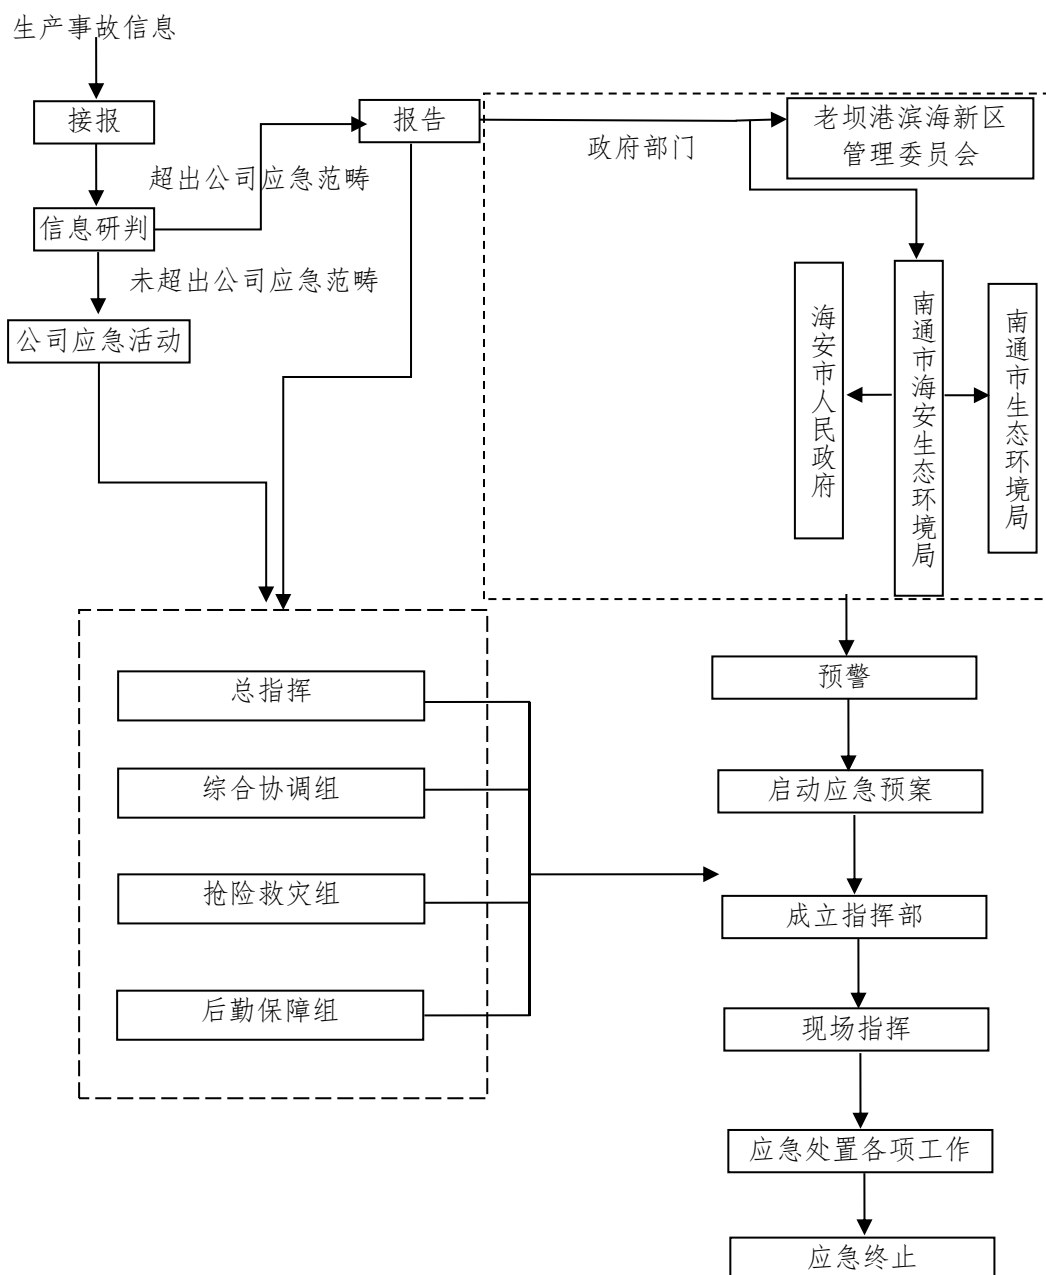 生产事故信息
接报
报告
老坝港滨海新区
管理委员会
政府部门
超出公司应急范畴
信息研判
未超出公司应急范畴
公司应急活动
海安市人民政府
南通市海安生态环境局
南通市生态环境局
总指挥
综合协调组
抢险救灾组
后勤保障组
预警
启动应急预案
成立指挥部
现场指挥
应急处置各项工作
应急终止